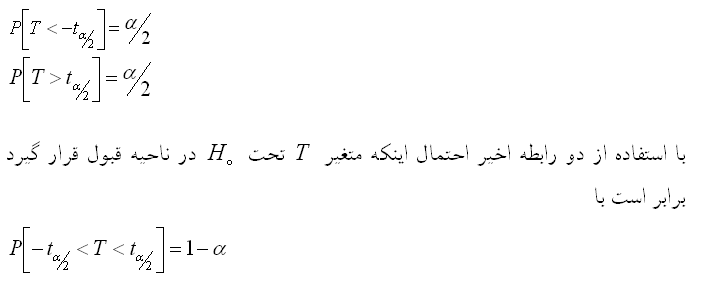 P[T < −t_{α/2}] = α/2
P[T > t_{α/2}] = α/2
با استفاده از دو رابطه اخیر احتمال اینکه متغیر T تحت H₀ در ناحیه قبول قرار گیرد
برابر است با
P[−t_{α/2} < T < t_{α/2}] = 1 − α